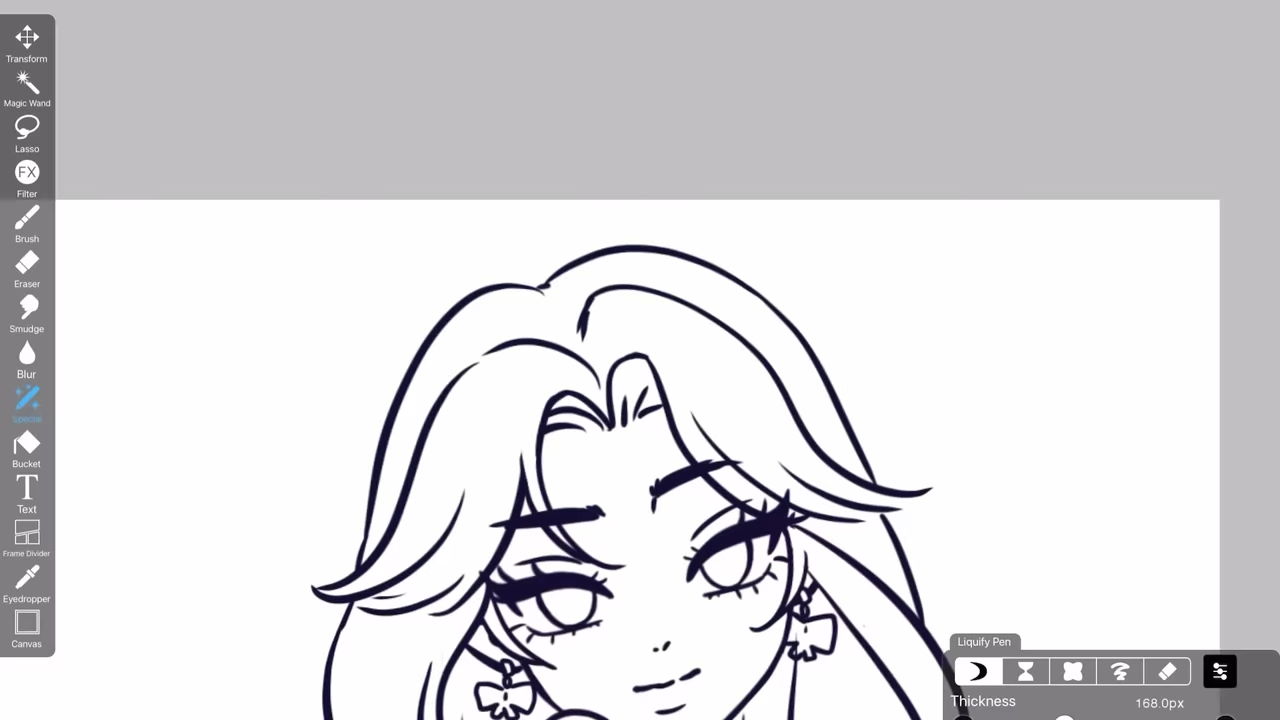 Transform
Magic Wand
Lasso
FX
Filter
Brush
Eraser
Smudge
Blur
Special
Bucket
T
Text
Frame Divider
Eyedropper
Canvas
Liquify Pen
Thickness 168.0px